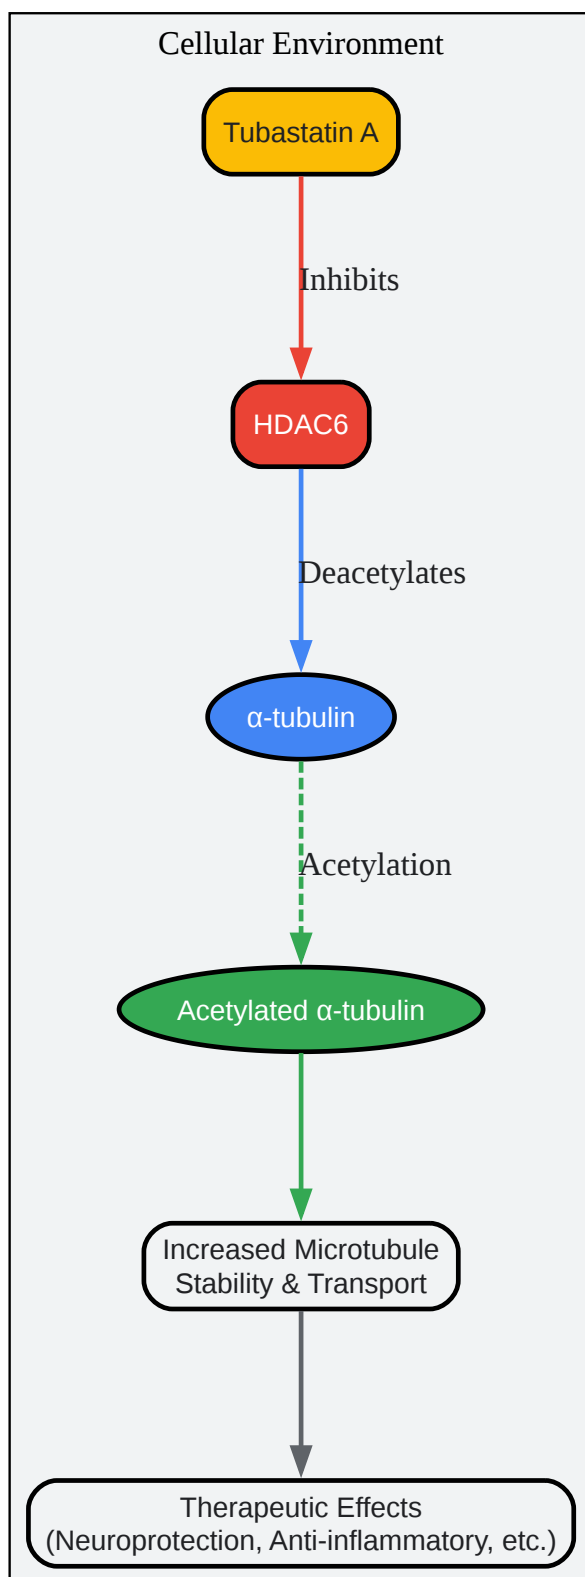 Cellular Environment
Tubastatin A
Inhibits
HDAC6
Deacetylates
α-tubulin
Acetylation
Acetylated α-tubulin
Increased Microtubule
Stability & Transport
Therapeutic Effects
(Neuroprotection, Anti-inflammatory, etc.)